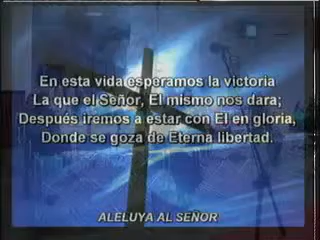 En esta vida esperamos la victoria
La que el Señor, El mismo nos dara;
Después iremos a estar con El en gloria,
Donde se goza de Eterna libertad.
ALELUYA AL SEÑOR